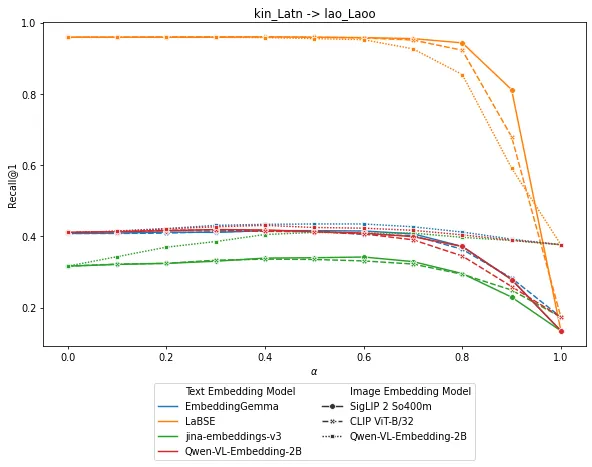 kin_Latn -> lao_Laoo
Recall@1
1.0
0.8
0.6
0.4
0.2
0.0 0.2 0.4 0.6 0.8 1.0
α
Text Embedding Model Image Embedding Model
EmbeddingGemma SigLIP 2 So400m
LaBSE CLIP ViT-B/32
jina-embeddings-v3 Qwen-VL-Embedding-2B
Qwen-VL-Embedding-2B